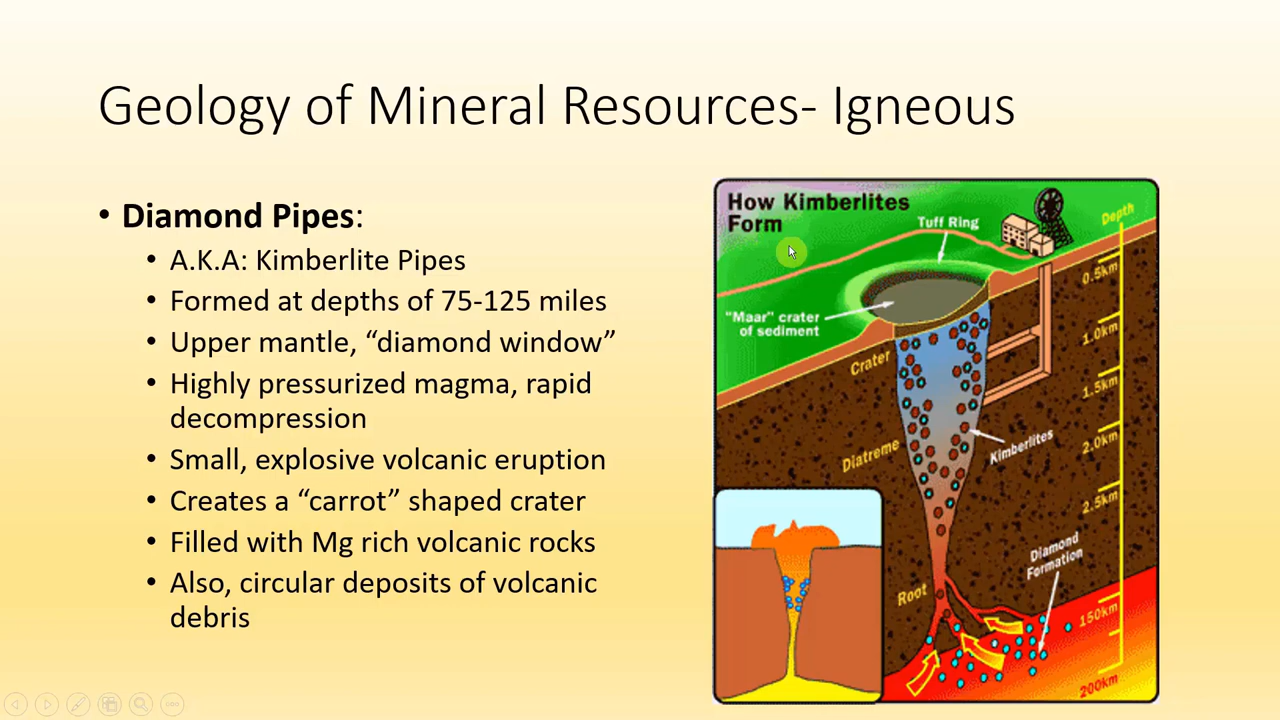 Geology of Mineral Resources- Igneous
• Diamond Pipes:
• A.K.A: Kimberlite Pipes
• Formed at depths of 75-125 miles
• Upper mantle, “diamond window”
• Highly pressurized magma, rapid
decompression
• Small, explosive volcanic eruption
• Creates a “carrot” shaped crater
• Filled with Mg rich volcanic rocks
• Also, circular deposits of volcanic
debris
How Kimberlites
Form
Tuff Ring
Depth
0.5km
"Maar" crater
of sediment
1.0km
Crater
1.5km
Kimberlites
2.0km
Diatreme
2.5km
Diamond
Formation
Root
150km
200km